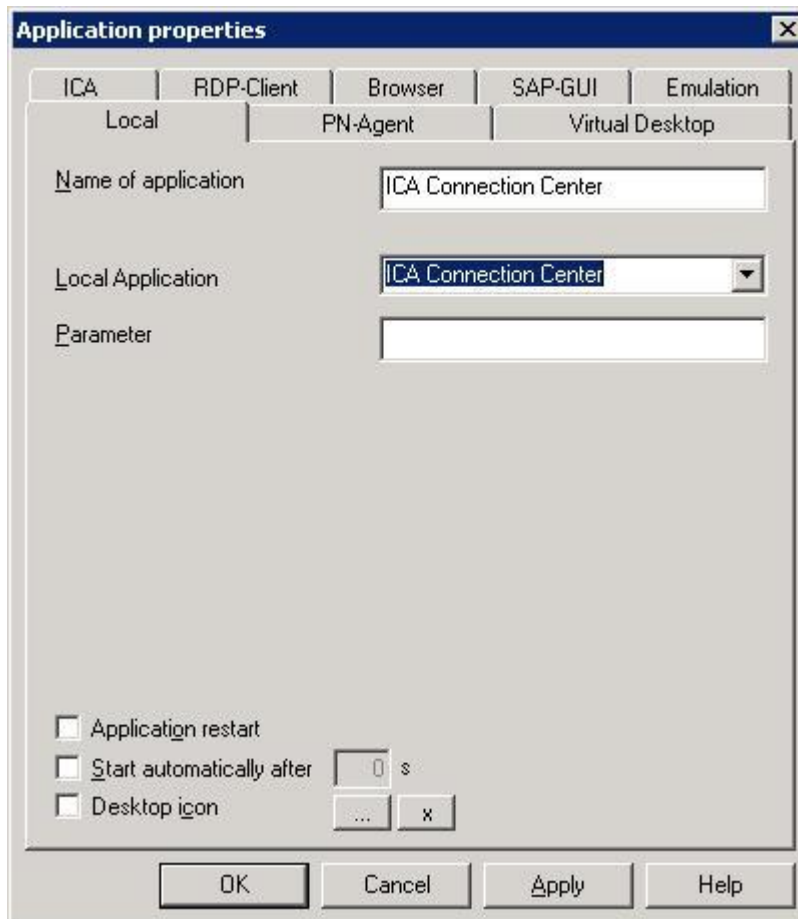 Application properties
ICA RDP-Client Browser SAP-GUI Emulation
Local PN-Agent Virtual Desktop
Name of application ICA Connection Center
Local Application ICA Connection Center
Parameter
Application restart
Start automatically after 0 s
Desktop icon ... x
OK Cancel Apply Help